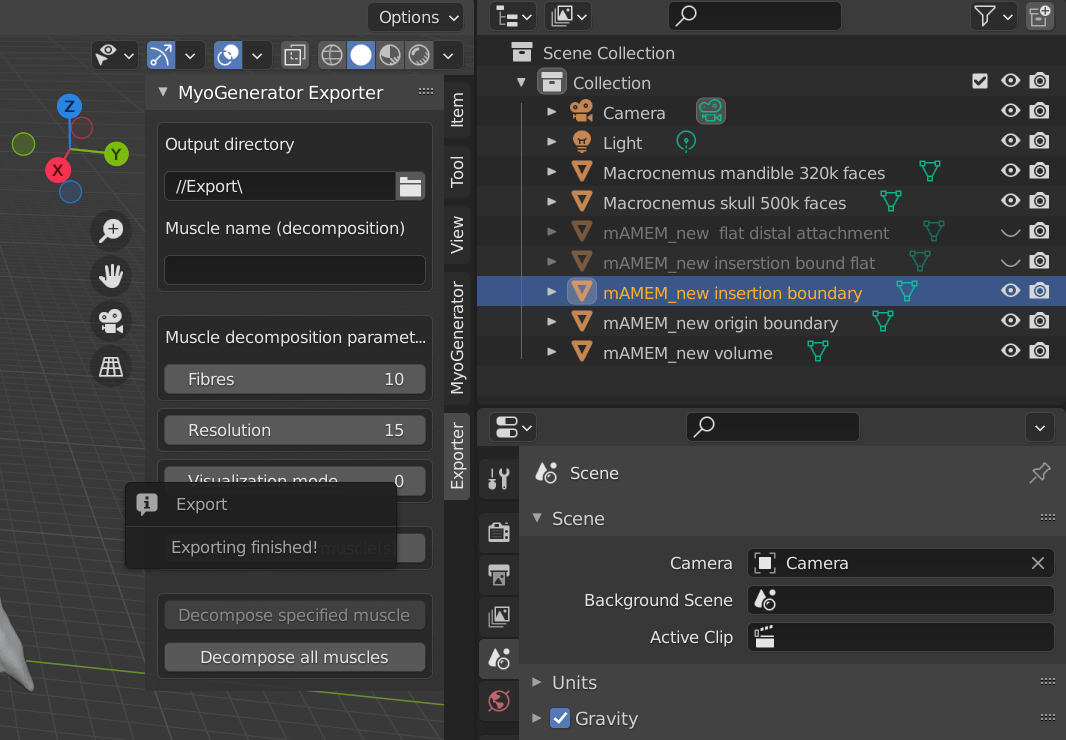 Options
MyoGenerator Exporter
Output directory
//Export\
Muscle name (decomposition)
Muscle decomposition paramet...
Fibres 10
Resolution 15
Visualization mode 0
Export
Exporting finished!
Decompose specified muscle
Decompose all muscles
Z
Y
X
Item
Tool
View
MyoGenerator
Exporter
Scene Collection
Collection
Camera
Light
Macrocnemus mandible 320k faces
Macrocnemus skull 500k faces
mAMEM_new  flat distal attachment
mAMEM_new inserstion bound flat
mAMEM_new insertion boundary
mAMEM_new origin boundary
mAMEM_new volume
Scene
Scene
Camera Camera
Background Scene
Active Clip
Units
Gravity